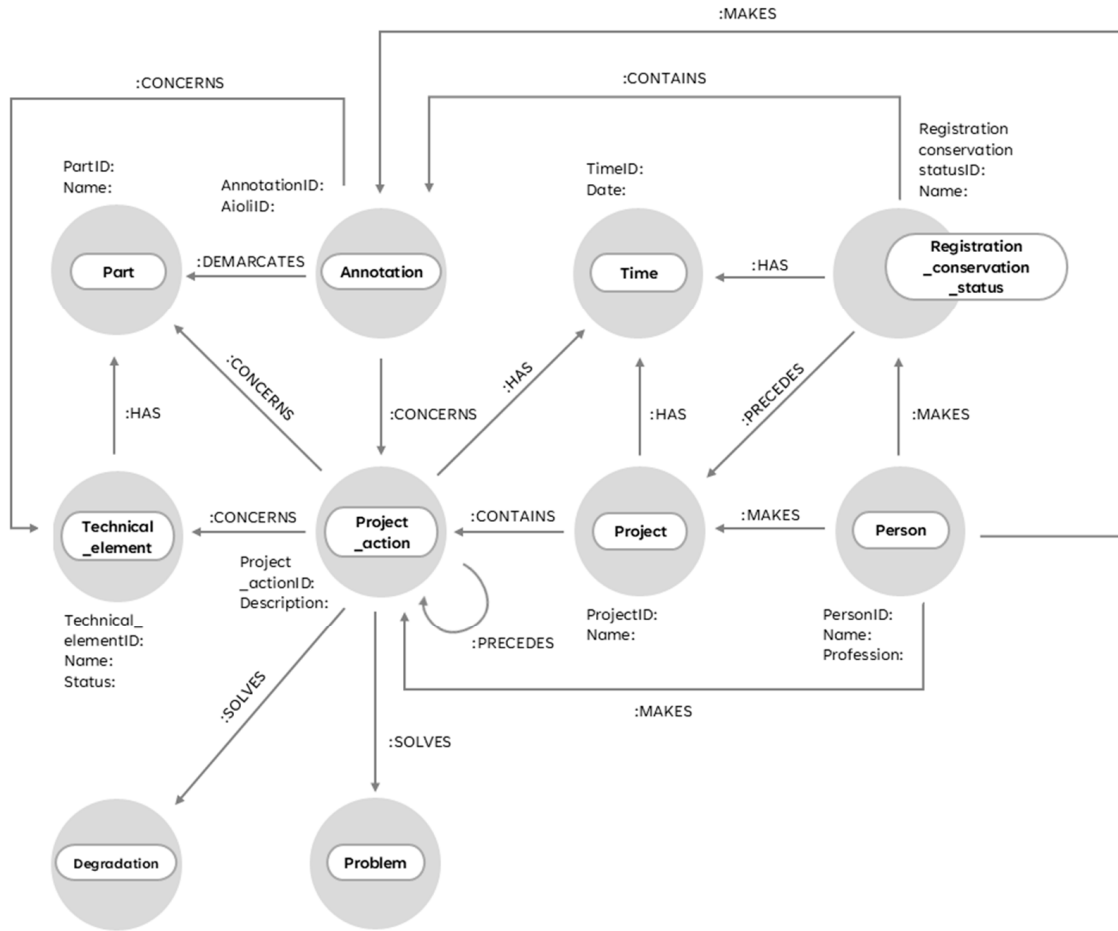 :MAKES
:CONCERNS
:CONTAINS
Registration
conservation
statusID:
Name:
PartID:
Name:
AnnotationID:
AioliID:
TimeID:
Date:
Part
:DEMARCATES
Annotation
Time
:HAS
Registration
_conservation
_status
:CONCERNS
:HAS
:PRECEDES
:HAS
:CONCERNS
:HAS
:MAKES
Technical
_element
:CONCERNS
Project
_action
:CONTAINS
Project
:MAKES
Person
Project
_actionID:
Description:
Technical_
elementID:
Name:
Status:
:PRECEDES
ProjectID:
Name:
PersonID:
Name:
Profession:
:MAKES
:SOLVES
:SOLVES
Degradation
Problem